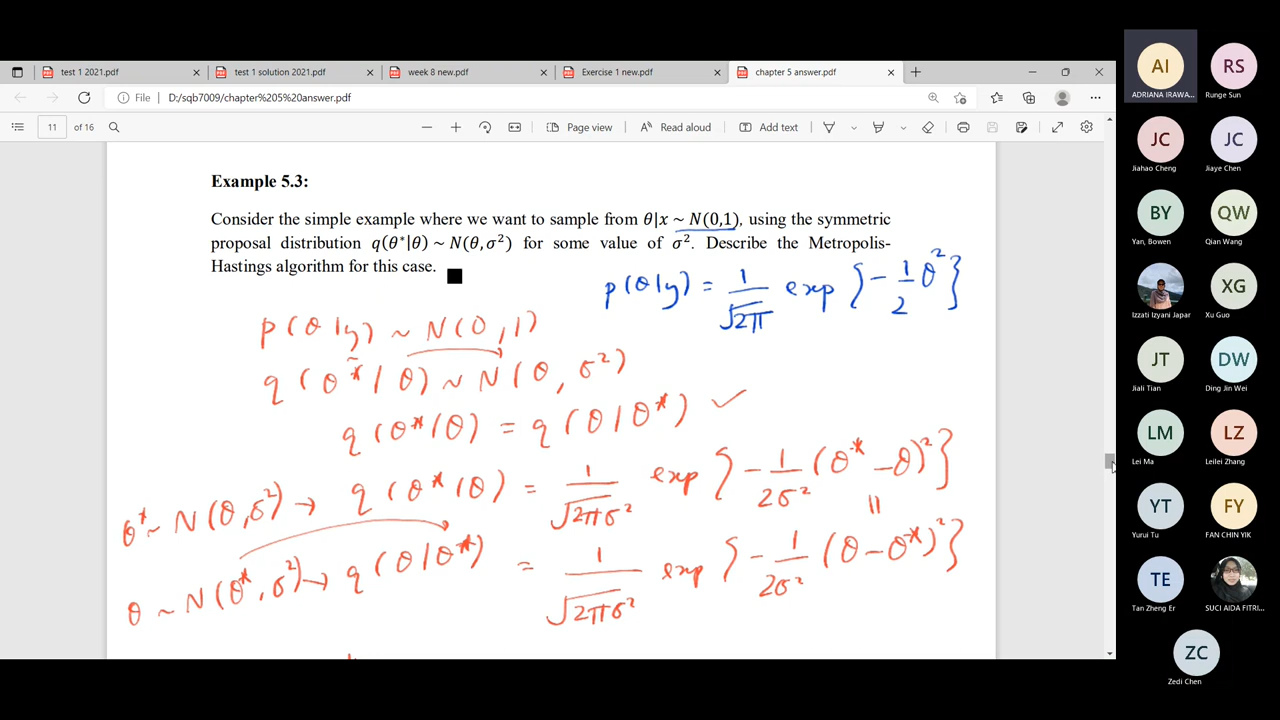 test 1 2021.pdf
test 1 solution 2021.pdf
week 8 new.pdf
Exercise 1 new.pdf
chapter 5 answer.pdf
File D:/sqb7009/chapter%205%20answer.pdf
11 of 16
Page view
Read aloud
Add text
Example 5.3:
Consider the simple example where we want to sample from θ|x ~ N(0,1), using the symmetric
proposal distribution q(θ*|θ) ~ N(θ,σ²) for some value of σ². Describe the Metropolis-
Hastings algorithm for this case.
p(θ|y) = 1/√2π exp{-1/2 θ²}
p(θ|y) ~ N(0,1)
q(θ*|θ) ~ N(θ,σ²)
q(θ*|θ) = q(θ|θ*) ✓
θ* ~ N(θ,σ²) → q(θ*|θ) = 1/√2πσ² exp{-1/2σ² (θ*-θ)²}
=
θ ~ N(θ*,σ²) → q(θ|θ*) = 1/√2πσ² exp{-1/2σ² (θ-θ*)²}
AI
ADRIANA IRAWA...
RS
Runge Sun
JC
Jiahao Cheng
JC
Jiaye Chen
BY
Yan, Bowen
QW
Qian Wang
Izzati Izyani Japar
XG
Xu Guo
JT
Jiali Tian
DW
Ding Jin Wei
LM
Lei Ma
LZ
Leilei Zhang
YT
Yurui Tu
FY
FAN CHIN YIK
TE
Tan Zheng Er
SUCI AIDA FITRI...
ZC
Zedi Chen